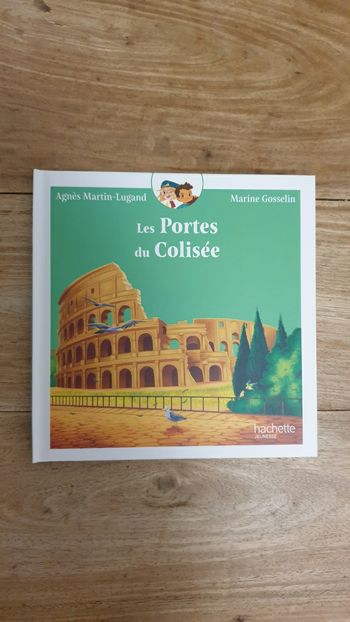 Agnès Martin-Lugand
Marine Gosselin
Les Portes
du Colisée
hachette
JEUNESSE